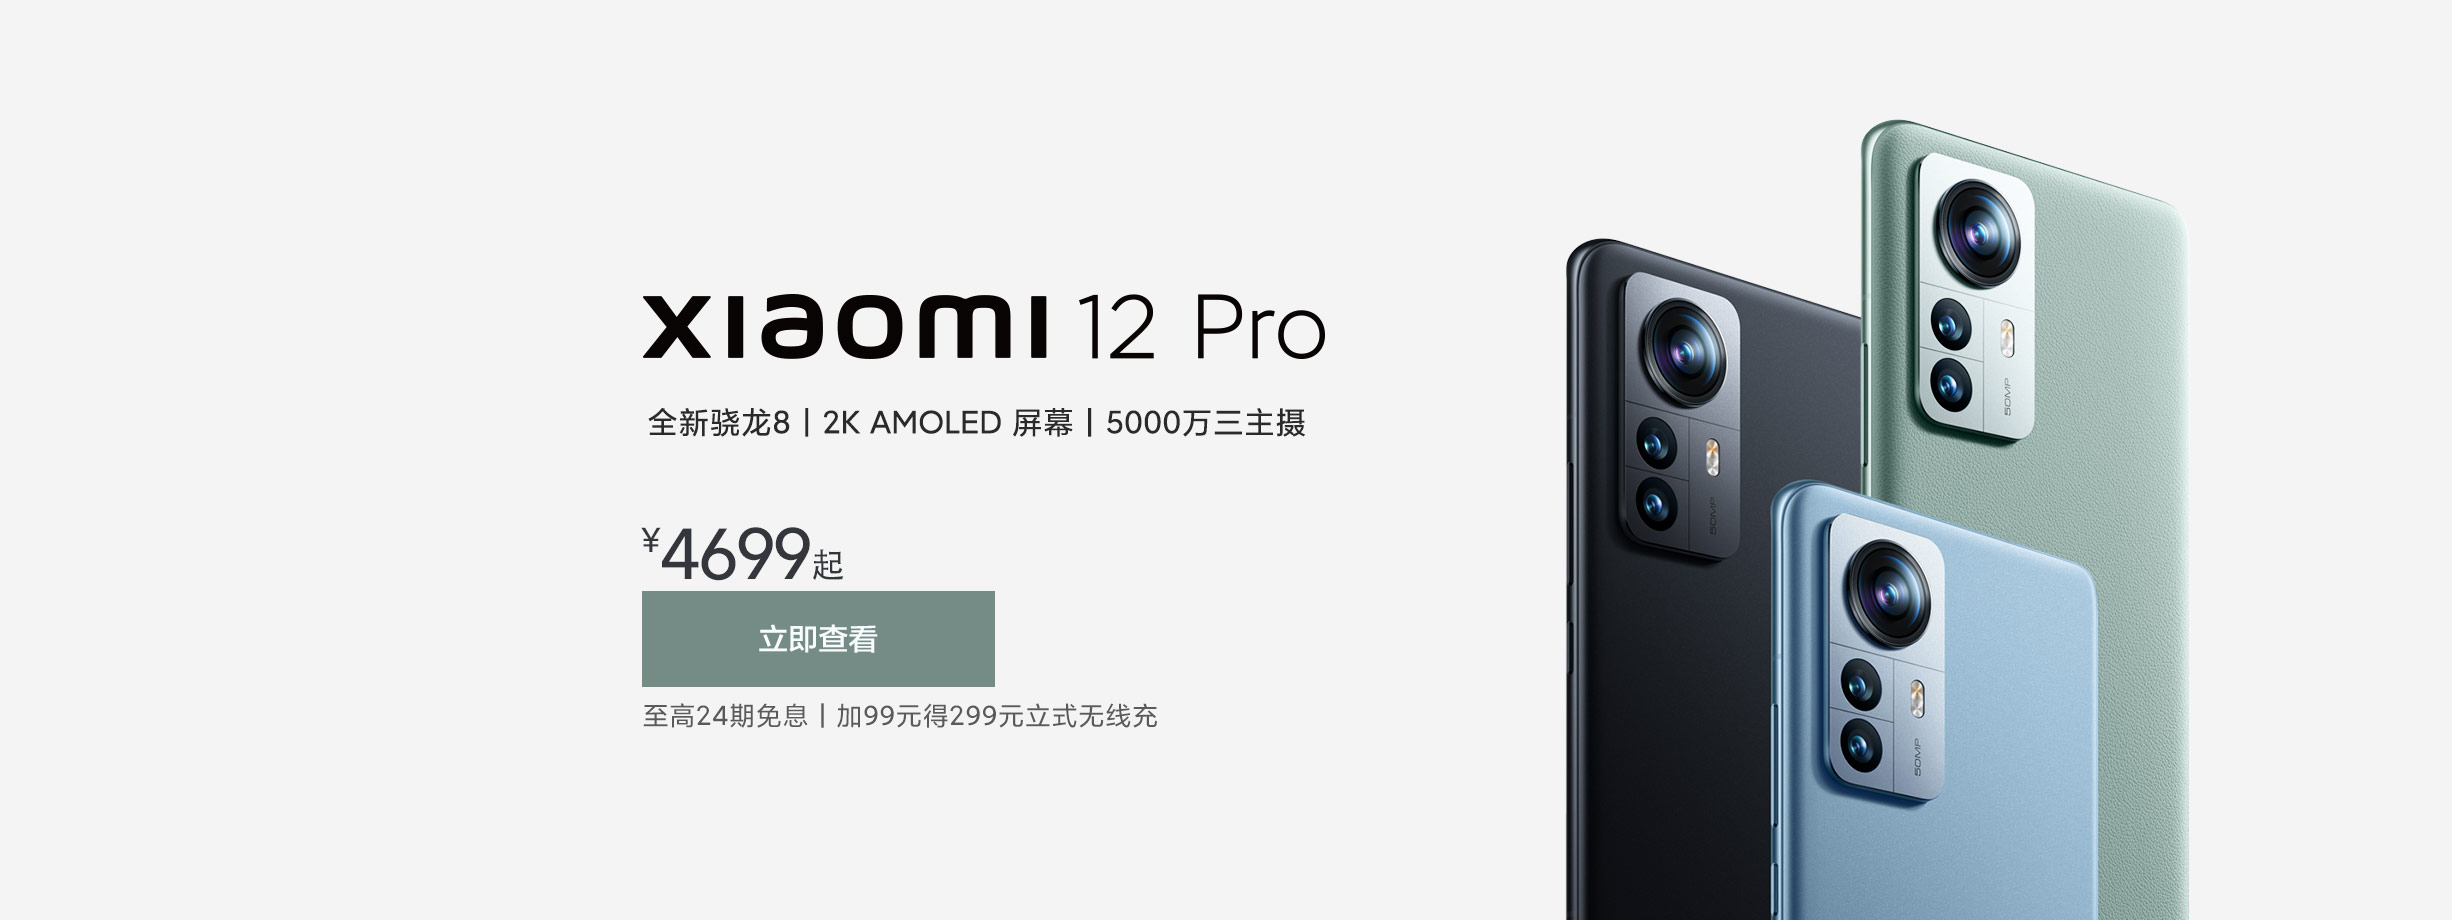 xiaomi 12 Pro
全新骁龙8 | 2K AMOLED 屏幕 | 5000万三主摄
¥4699起
立即查看
至高24期免息 | 加99元得299元立式无线充
50MP
50MP
50MP